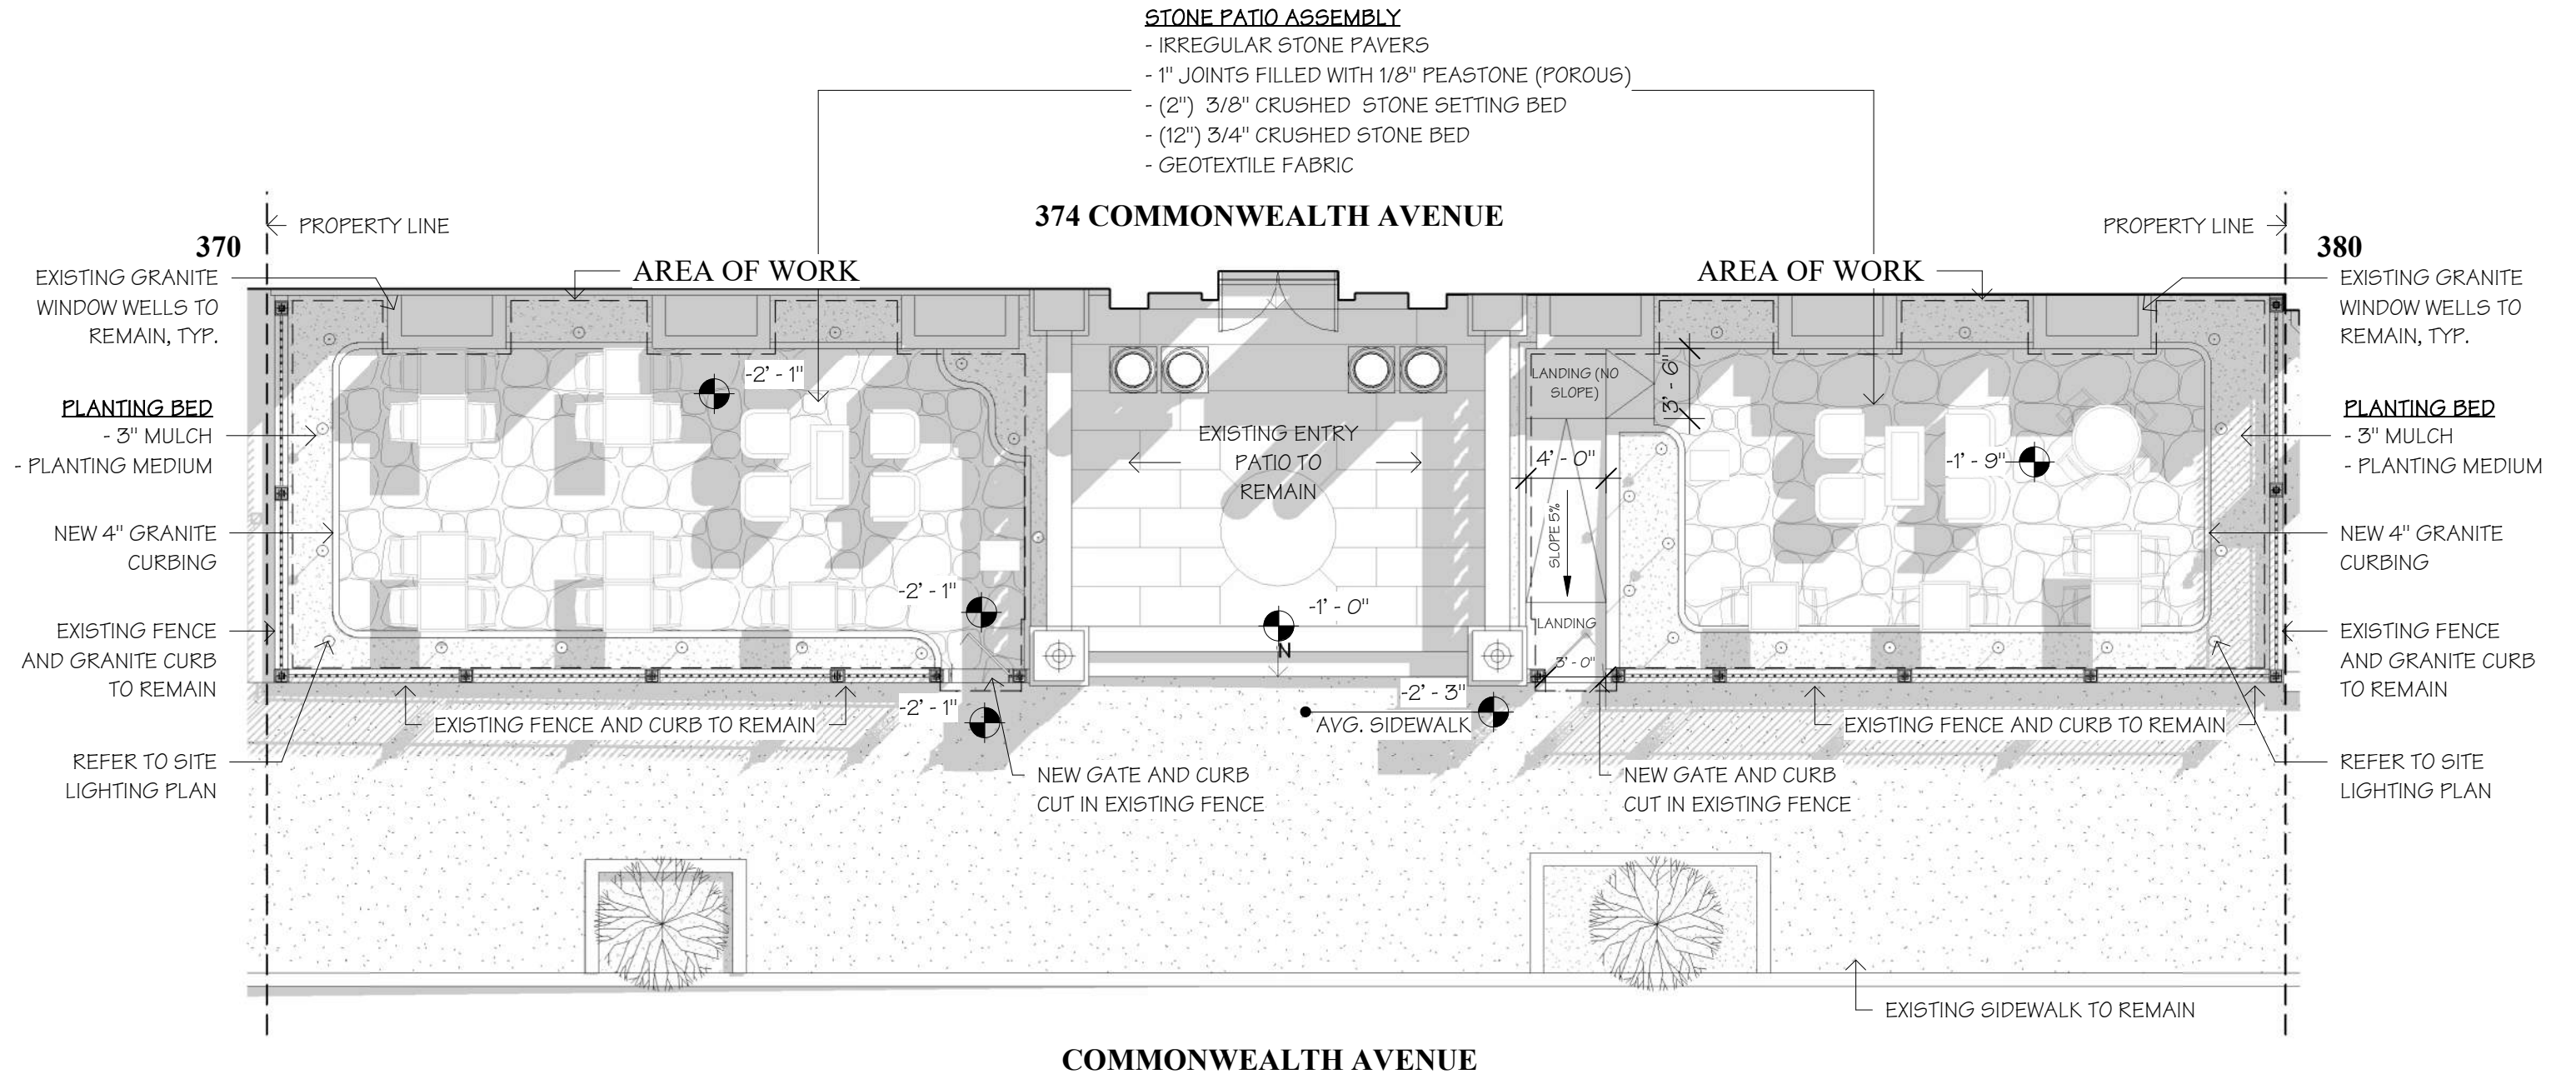 STONE PATIO ASSEMBLY
- IRREGULAR STONE PAVERS
- 1" JOINTS FILLED WITH 1/8" PEASTONE (POROUS)
- (2") 3/8" CRUSHED STONE SETTING BED
- (12") 3/4" CRUSHED STONE BED
- GEOTEXTILE FABRIC
374 COMMONWEALTH AVENUE
PROPERTY LINE
PROPERTY LINE
370
380
AREA OF WORK
AREA OF WORK
EXISTING GRANITE
WINDOW WELLS TO
REMAIN, TYP.
EXISTING GRANITE
WINDOW WELLS TO
REMAIN, TYP.
PLANTING BED
- 3" MULCH
- PLANTING MEDIUM
PLANTING BED
- 3" MULCH
- PLANTING MEDIUM
-2' - 1"
LANDING (NO
SLOPE)
3' - 6"
EXISTING ENTRY
PATIO TO
REMAIN
4' - 0"
-1' - 9"
SLOPE 5%
NEW 4" GRANITE
CURBING
NEW 4" GRANITE
CURBING
-2' - 1"
-1' - 0"
LANDING
N
3' - 0"
EXISTING FENCE
AND GRANITE CURB
TO REMAIN
EXISTING FENCE
AND GRANITE CURB
TO REMAIN
-2' - 1"
-2' - 3"
AVG. SIDEWALK
EXISTING FENCE AND CURB TO REMAIN
EXISTING FENCE AND CURB TO REMAIN
REFER TO SITE
LIGHTING PLAN
NEW GATE AND CURB
CUT IN EXISTING FENCE
NEW GATE AND CURB
CUT IN EXISTING FENCE
REFER TO SITE
LIGHTING PLAN
EXISTING SIDEWALK TO REMAIN
COMMONWEALTH AVENUE